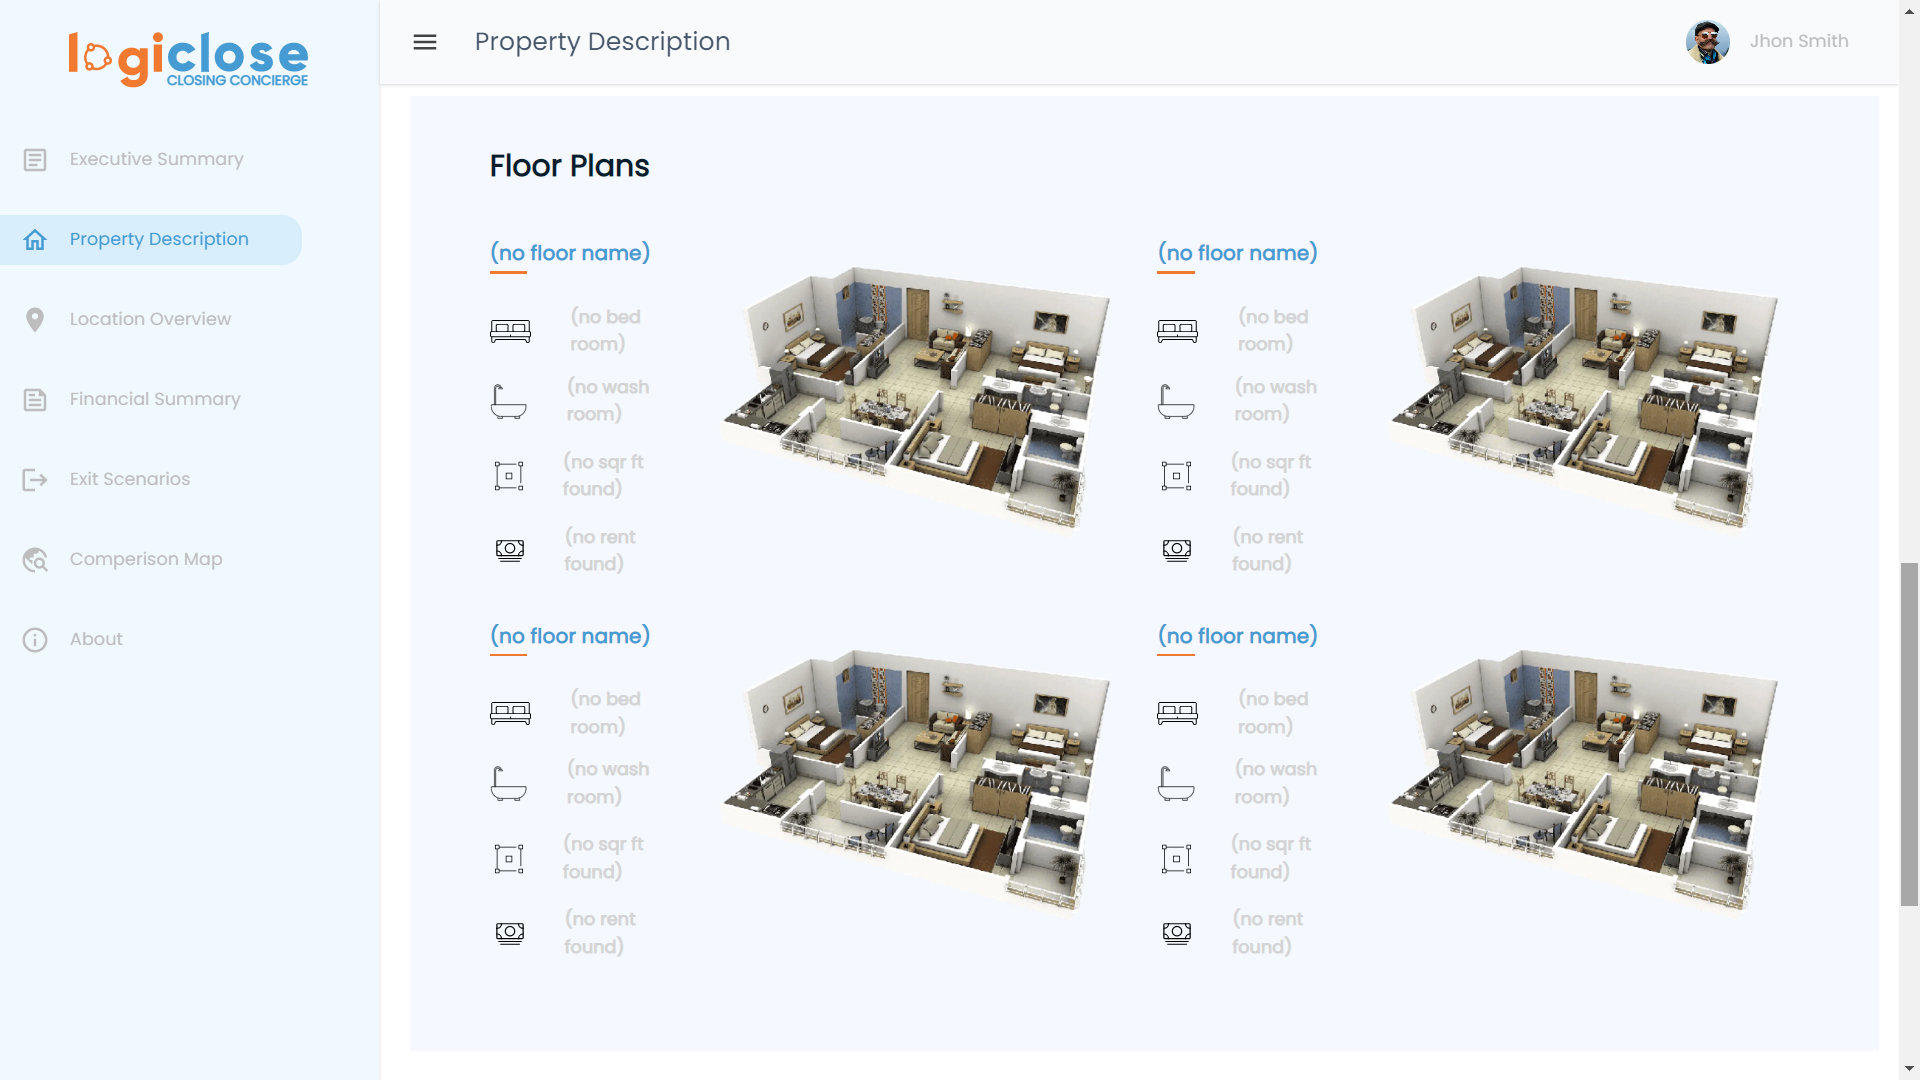 logiclose
CLOSING CONCIERGE
Executive Summary
Property Description
Location Overview
Financial Summary
Exit Scenarios
Comperison Map
About
Property Description
Jhon Smith
Floor Plans
(no floor name)
(no bed
room)
(no wash
room)
(no sqr ft
found)
(no rent
found)
(no floor name)
(no bed
room)
(no wash
room)
(no sqr ft
found)
(no rent
found)
(no floor name)
(no bed
room)
(no wash
room)
(no sqr ft
found)
(no rent
found)
(no floor name)
(no bed
room)
(no wash
room)
(no sqr ft
found)
(no rent
found)